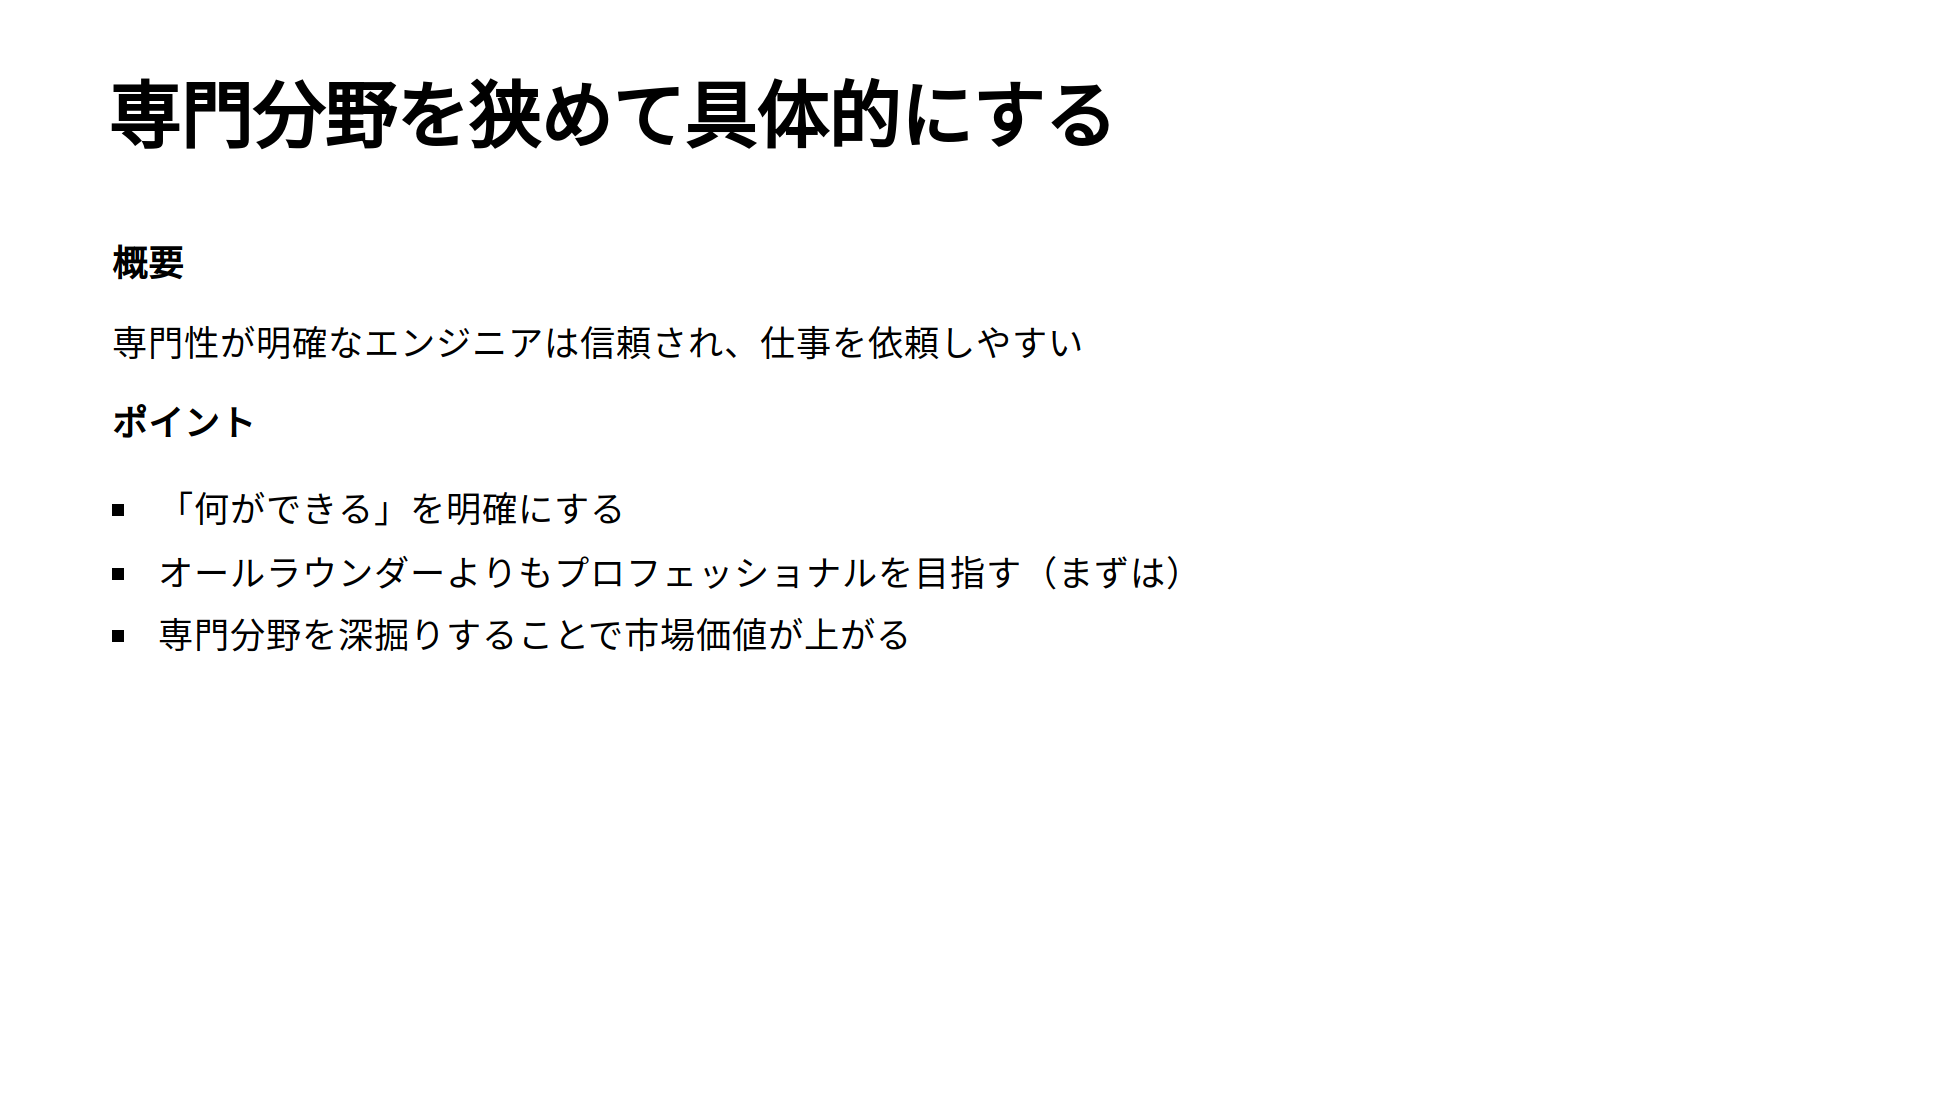 専門分野を狭めて具体的にする
概要
専門性が明確なエンジニアは信頼され、仕事を依頼しやすい
ポイント
▪ 「何ができる」を明確にする
▪ オールラウンダーよりもプロフェッショナルを目指す（まずは）
▪ 専門分野を深掘りすることで市場価値が上がる